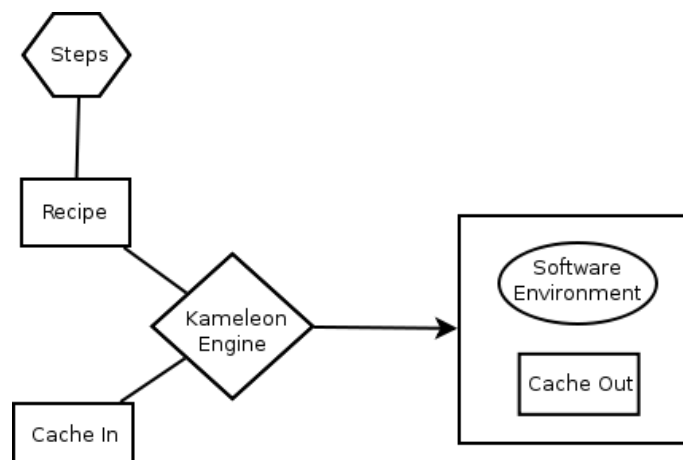 Steps
Recipe
Kameleon
Engine
Cache In
Software
Environment
Cache Out